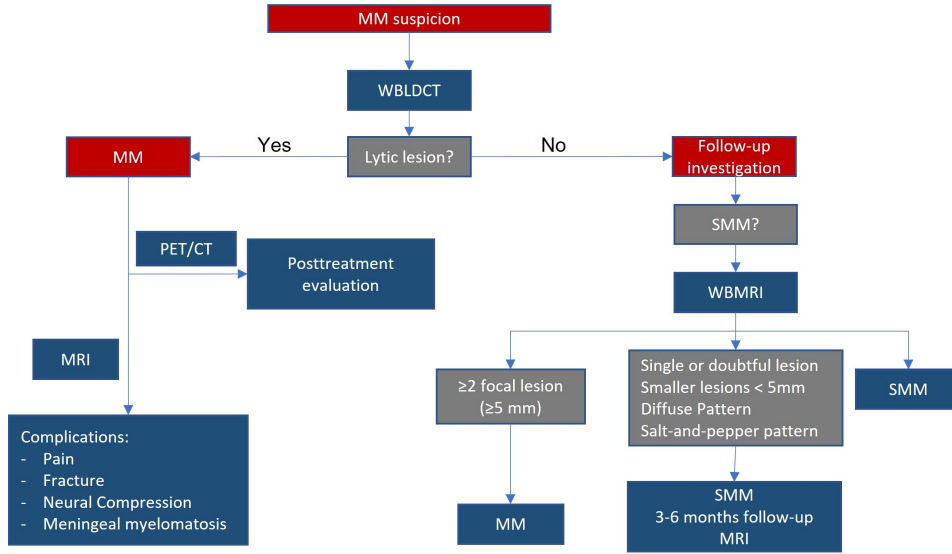 MM suspicion
WBLDCT
Yes
Lytic lesion?
No
MM
Follow-up
investigation
SMM?
PET/CT
Posttreatment
evaluation
WBMRI
MRI
≥2 focal lesion
(≥5 mm)
Single or doubtful lesion
Smaller lesions < 5mm
Diffuse Pattern
Salt-and-pepper pattern
SMM
Complications:
- Pain
- Fracture
- Neural Compression
- Meningeal myelomatosis
MM
SMM
3-6 months follow-up
MRI